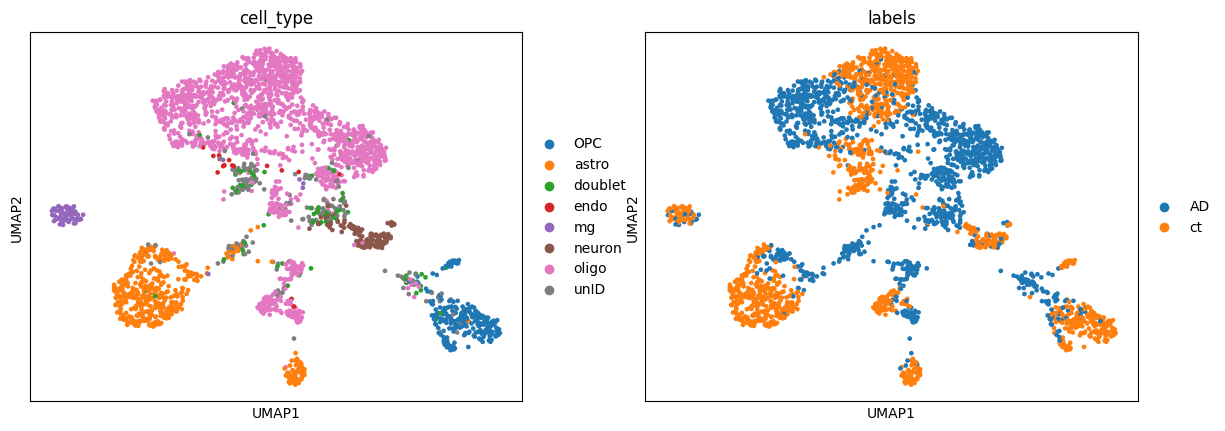 cell_type
UMAP2
UMAP1
OPC
astro
doublet
endo
mg
neuron
oligo
unID
labels
UMAP2
UMAP1
AD
ct